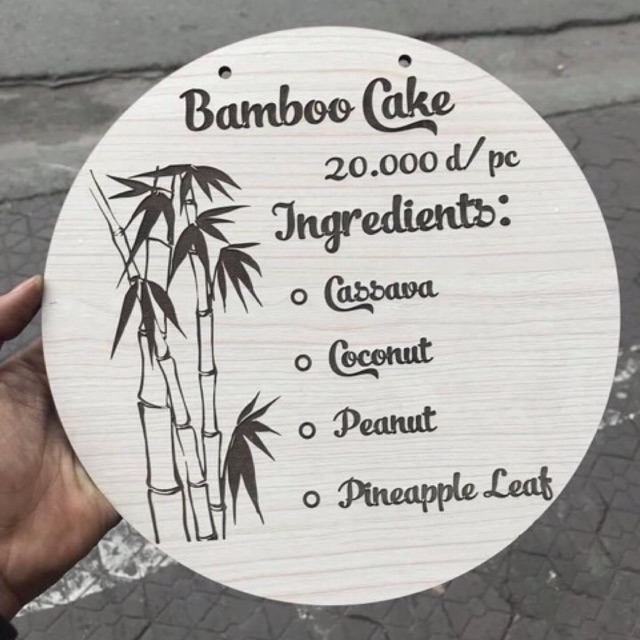 Bamboo Cake
20.000 d/pc
Ingredients:
Cassava
Coconut
Peanut
Pineapple Leaf